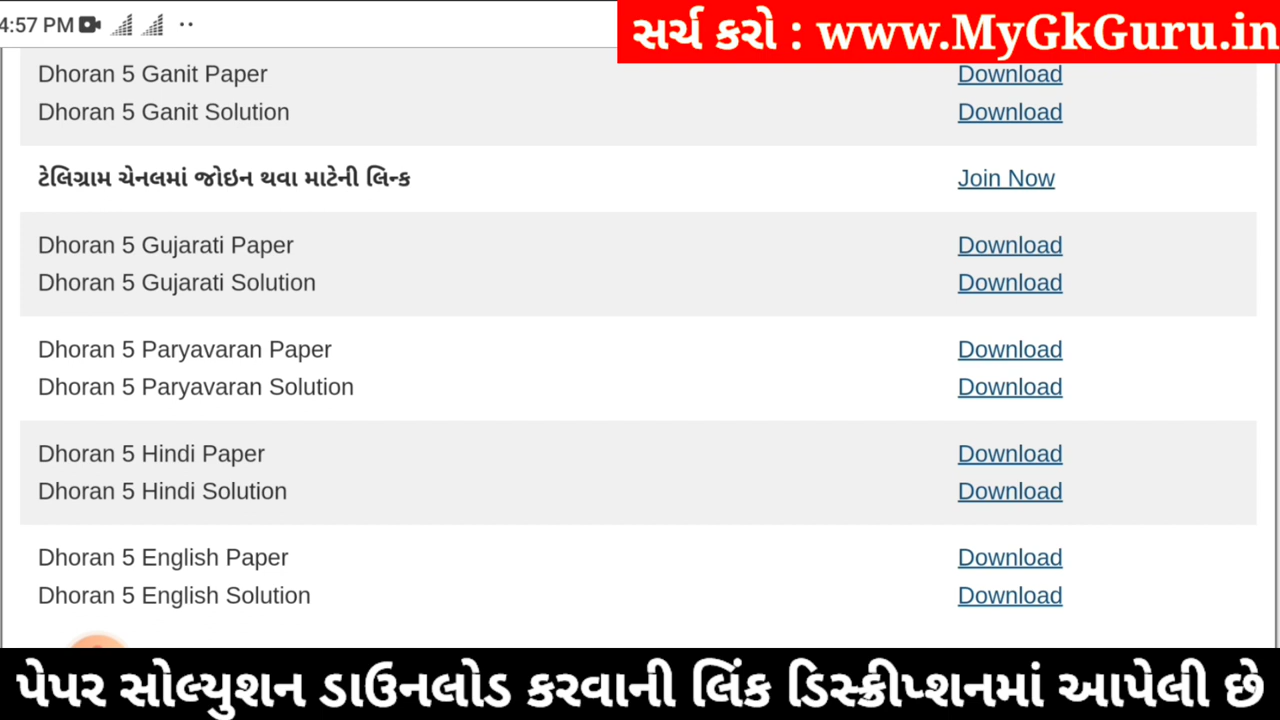 4:57 PM
સર્ચ કરો : www.MyGkGuru.in
Dhoran 5 Ganit Paper Download
Dhoran 5 Ganit Solution Download
ટેલિગ્રામ ચેનલમાં જોઇન થવા માટેની લિન્ક Join Now
Dhoran 5 Gujarati Paper Download
Dhoran 5 Gujarati Solution Download
Dhoran 5 Paryavaran Paper Download
Dhoran 5 Paryavaran Solution Download
Dhoran 5 Hindi Paper Download
Dhoran 5 Hindi Solution Download
Dhoran 5 English Paper Download
Dhoran 5 English Solution Download
પેપર સોલ્યુશન ડાઉનલોડ કરવાની લિંક ડિસ્ક્રીપ્શનમાં આપેલી છે